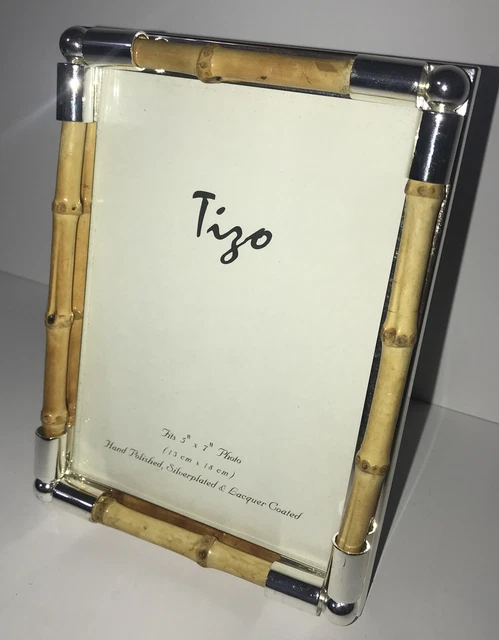 Tizo
Fits 5" x 7" Photo
(13 cm x 18 cm)
Hand Polished, Silverplated & Lacquer Coated